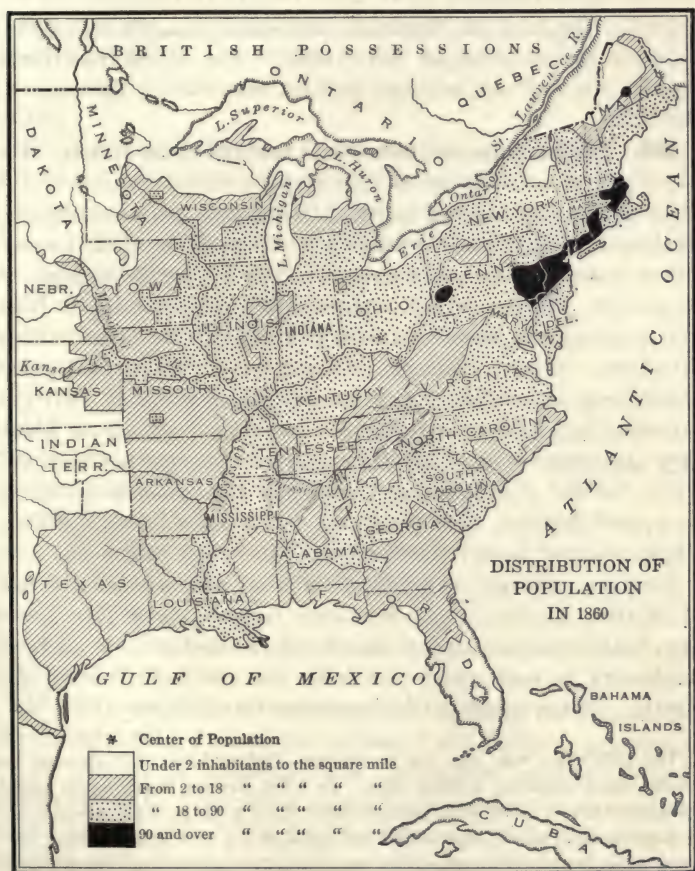 BRITISH POSSESSIONS
ONTARIO
QUEBEC
St. Lawrence R.
MAINE
DAKOTA
MINNESOTA
L. Superior
L. Huron
L. Michigan
L. Ontar
L. Erie
WISCONSIN
NEW YORK
VT.
NEBR.
IOW
ILLINOIS
INDIANA
OHIO
PENN
DEL.
Kansas
KANSAS
MISSOURI
KENTUCKY
VIRGINIA
INDIAN
TERR.
TENNESSEE
NORTH CAROLINA
ARKANSAS
SOUTH
CAROLINA
MISSISSIPPI
ALABAMA
GEORGIA
TEXAS
LOUISIANA
FLORIDA
ATLANTIC OCEAN
DISTRIBUTION OF
POPULATION
IN 1860
GULF OF MEXICO
BAHAMA
ISLANDS
CUBA
* Center of Population
Under 2 inhabitants to the square mile
From 2 to 18 " " " " "
" 18 to 90 " " " " "
90 and over " " " " "